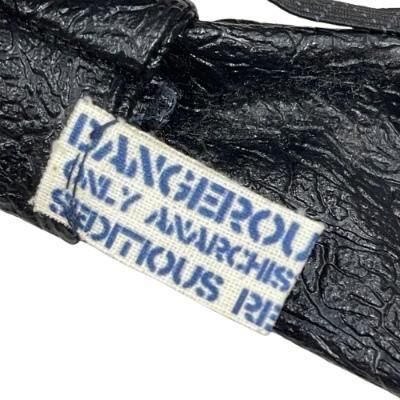 DANGEROU
ONLY ANARCHIS
SEDITIOUS RE